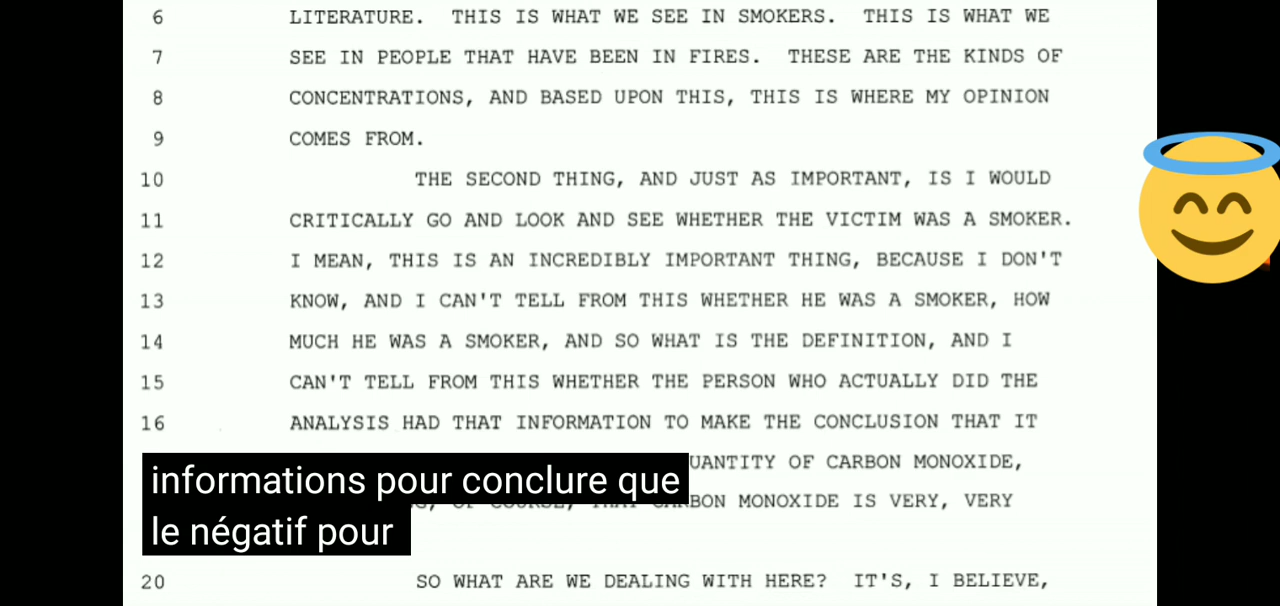 6 LITERATURE. THIS IS WHAT WE SEE IN SMOKERS. THIS IS WHAT WE
7 SEE IN PEOPLE THAT HAVE BEEN IN FIRES. THESE ARE THE KINDS OF
8 CONCENTRATIONS, AND BASED UPON THIS, THIS IS WHERE MY OPINION
9 COMES FROM.
10 THE SECOND THING, AND JUST AS IMPORTANT, IS I WOULD
11 CRITICALLY GO AND LOOK AND SEE WHETHER THE VICTIM WAS A SMOKER.
12 I MEAN, THIS IS AN INCREDIBLY IMPORTANT THING, BECAUSE I DON'T
13 KNOW, AND I CAN'T TELL FROM THIS WHETHER HE WAS A SMOKER, HOW
14 MUCH HE WAS A SMOKER, AND SO WHAT IS THE DEFINITION, AND I
15 CAN'T TELL FROM THIS WHETHER THE PERSON WHO ACTUALLY DID THE
16 ANALYSIS HAD THAT INFORMATION TO MAKE THE CONCLUSION THAT IT
OF CARBON MONOXIDE,
MONOXIDE IS VERY, VERY
informations pour conclure que
le négatif pour
20 SO WHAT ARE WE DEALING WITH HERE? IT'S, I BELIEVE,